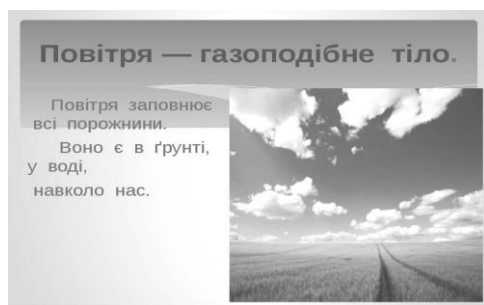 Повітря — газоподібне тіло.
Повітря заповнює
всі порожнини.
Воно є в ґрунті,
у воді,
навколо нас.